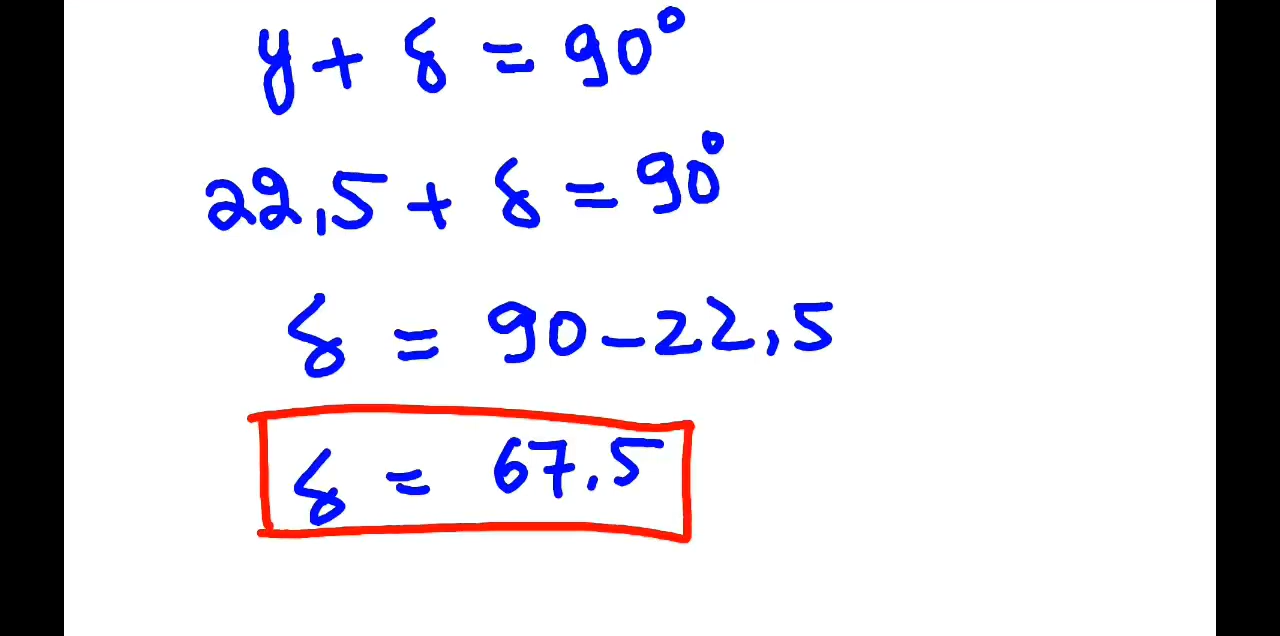 y + δ = 90°
22,5 + δ = 90°
δ = 90 - 22,5
δ = 67.5